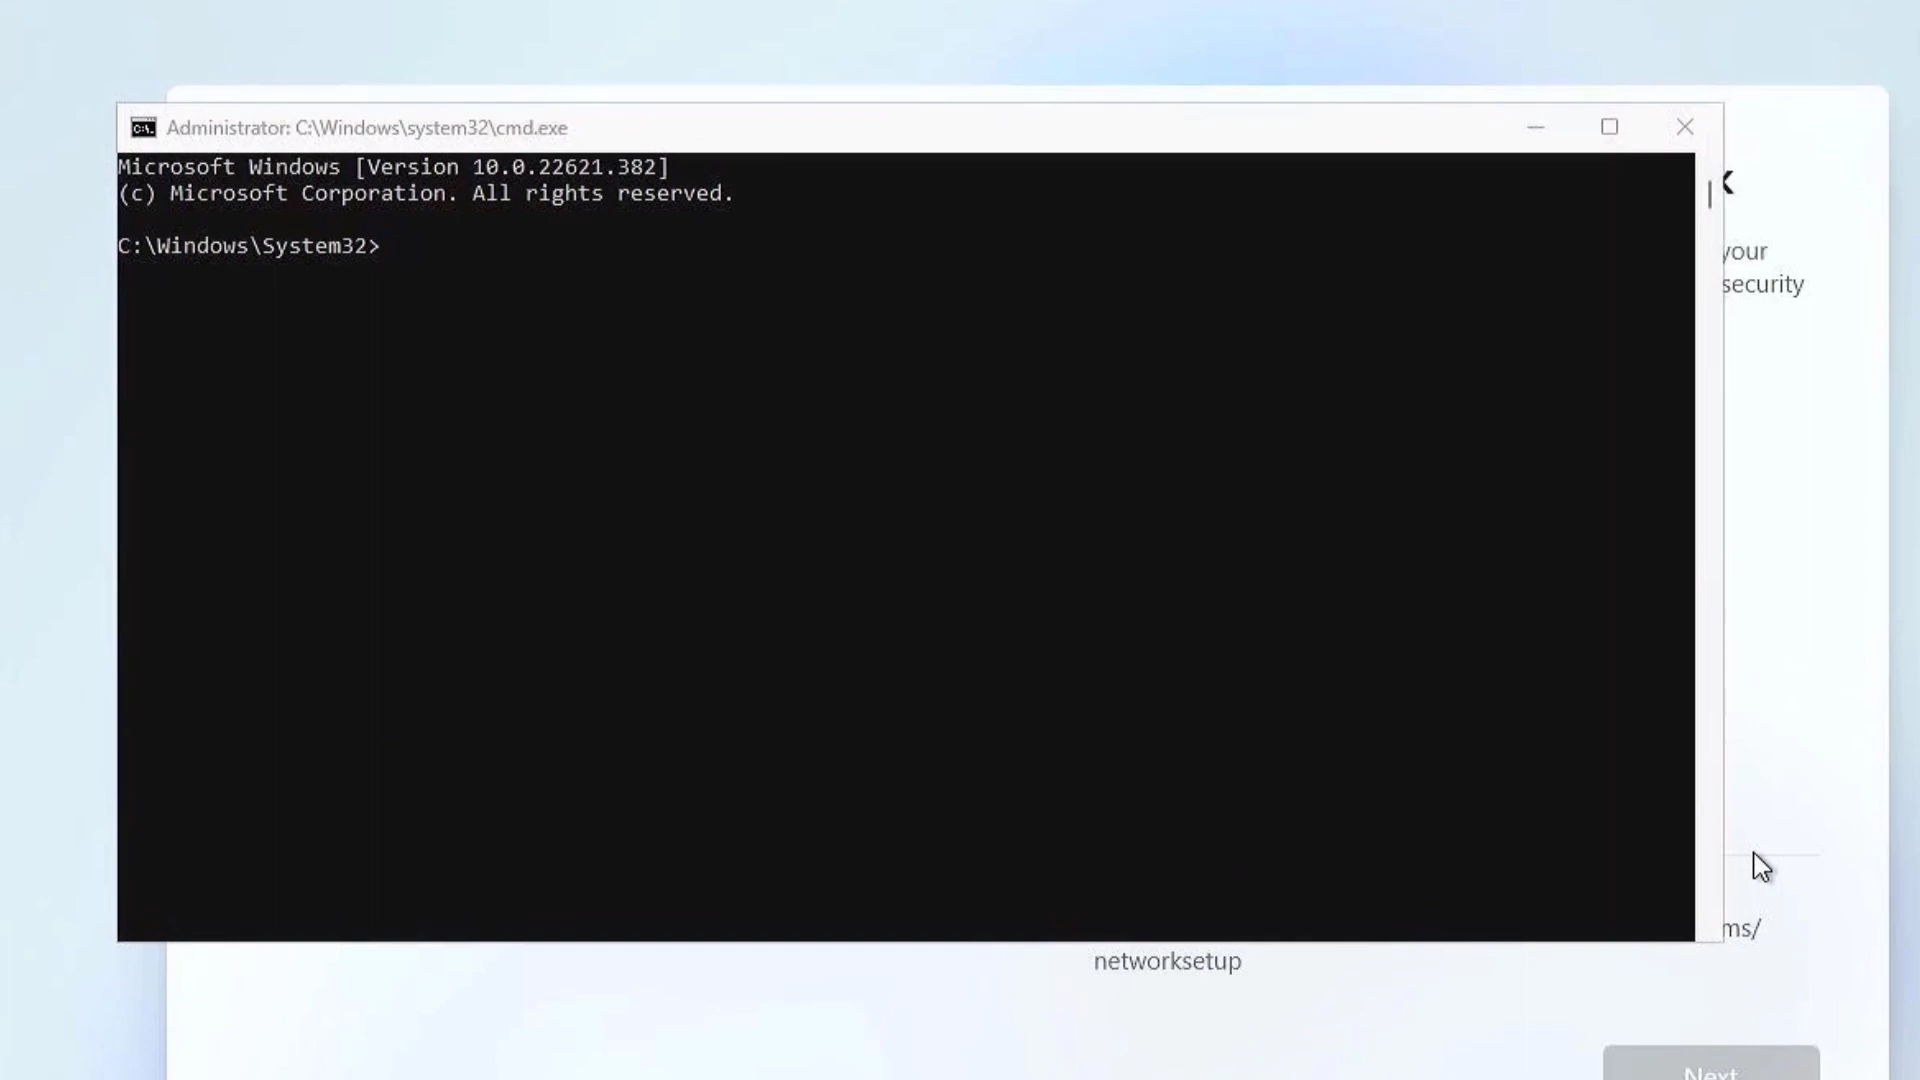 Administrator: C:\Windows\system32\cmd.exe
Microsoft Windows [Version 10.0.22621.382]
(c) Microsoft Corporation. All rights reserved.
C:\Windows\System32>
your
security
ms/
networksetup
Next